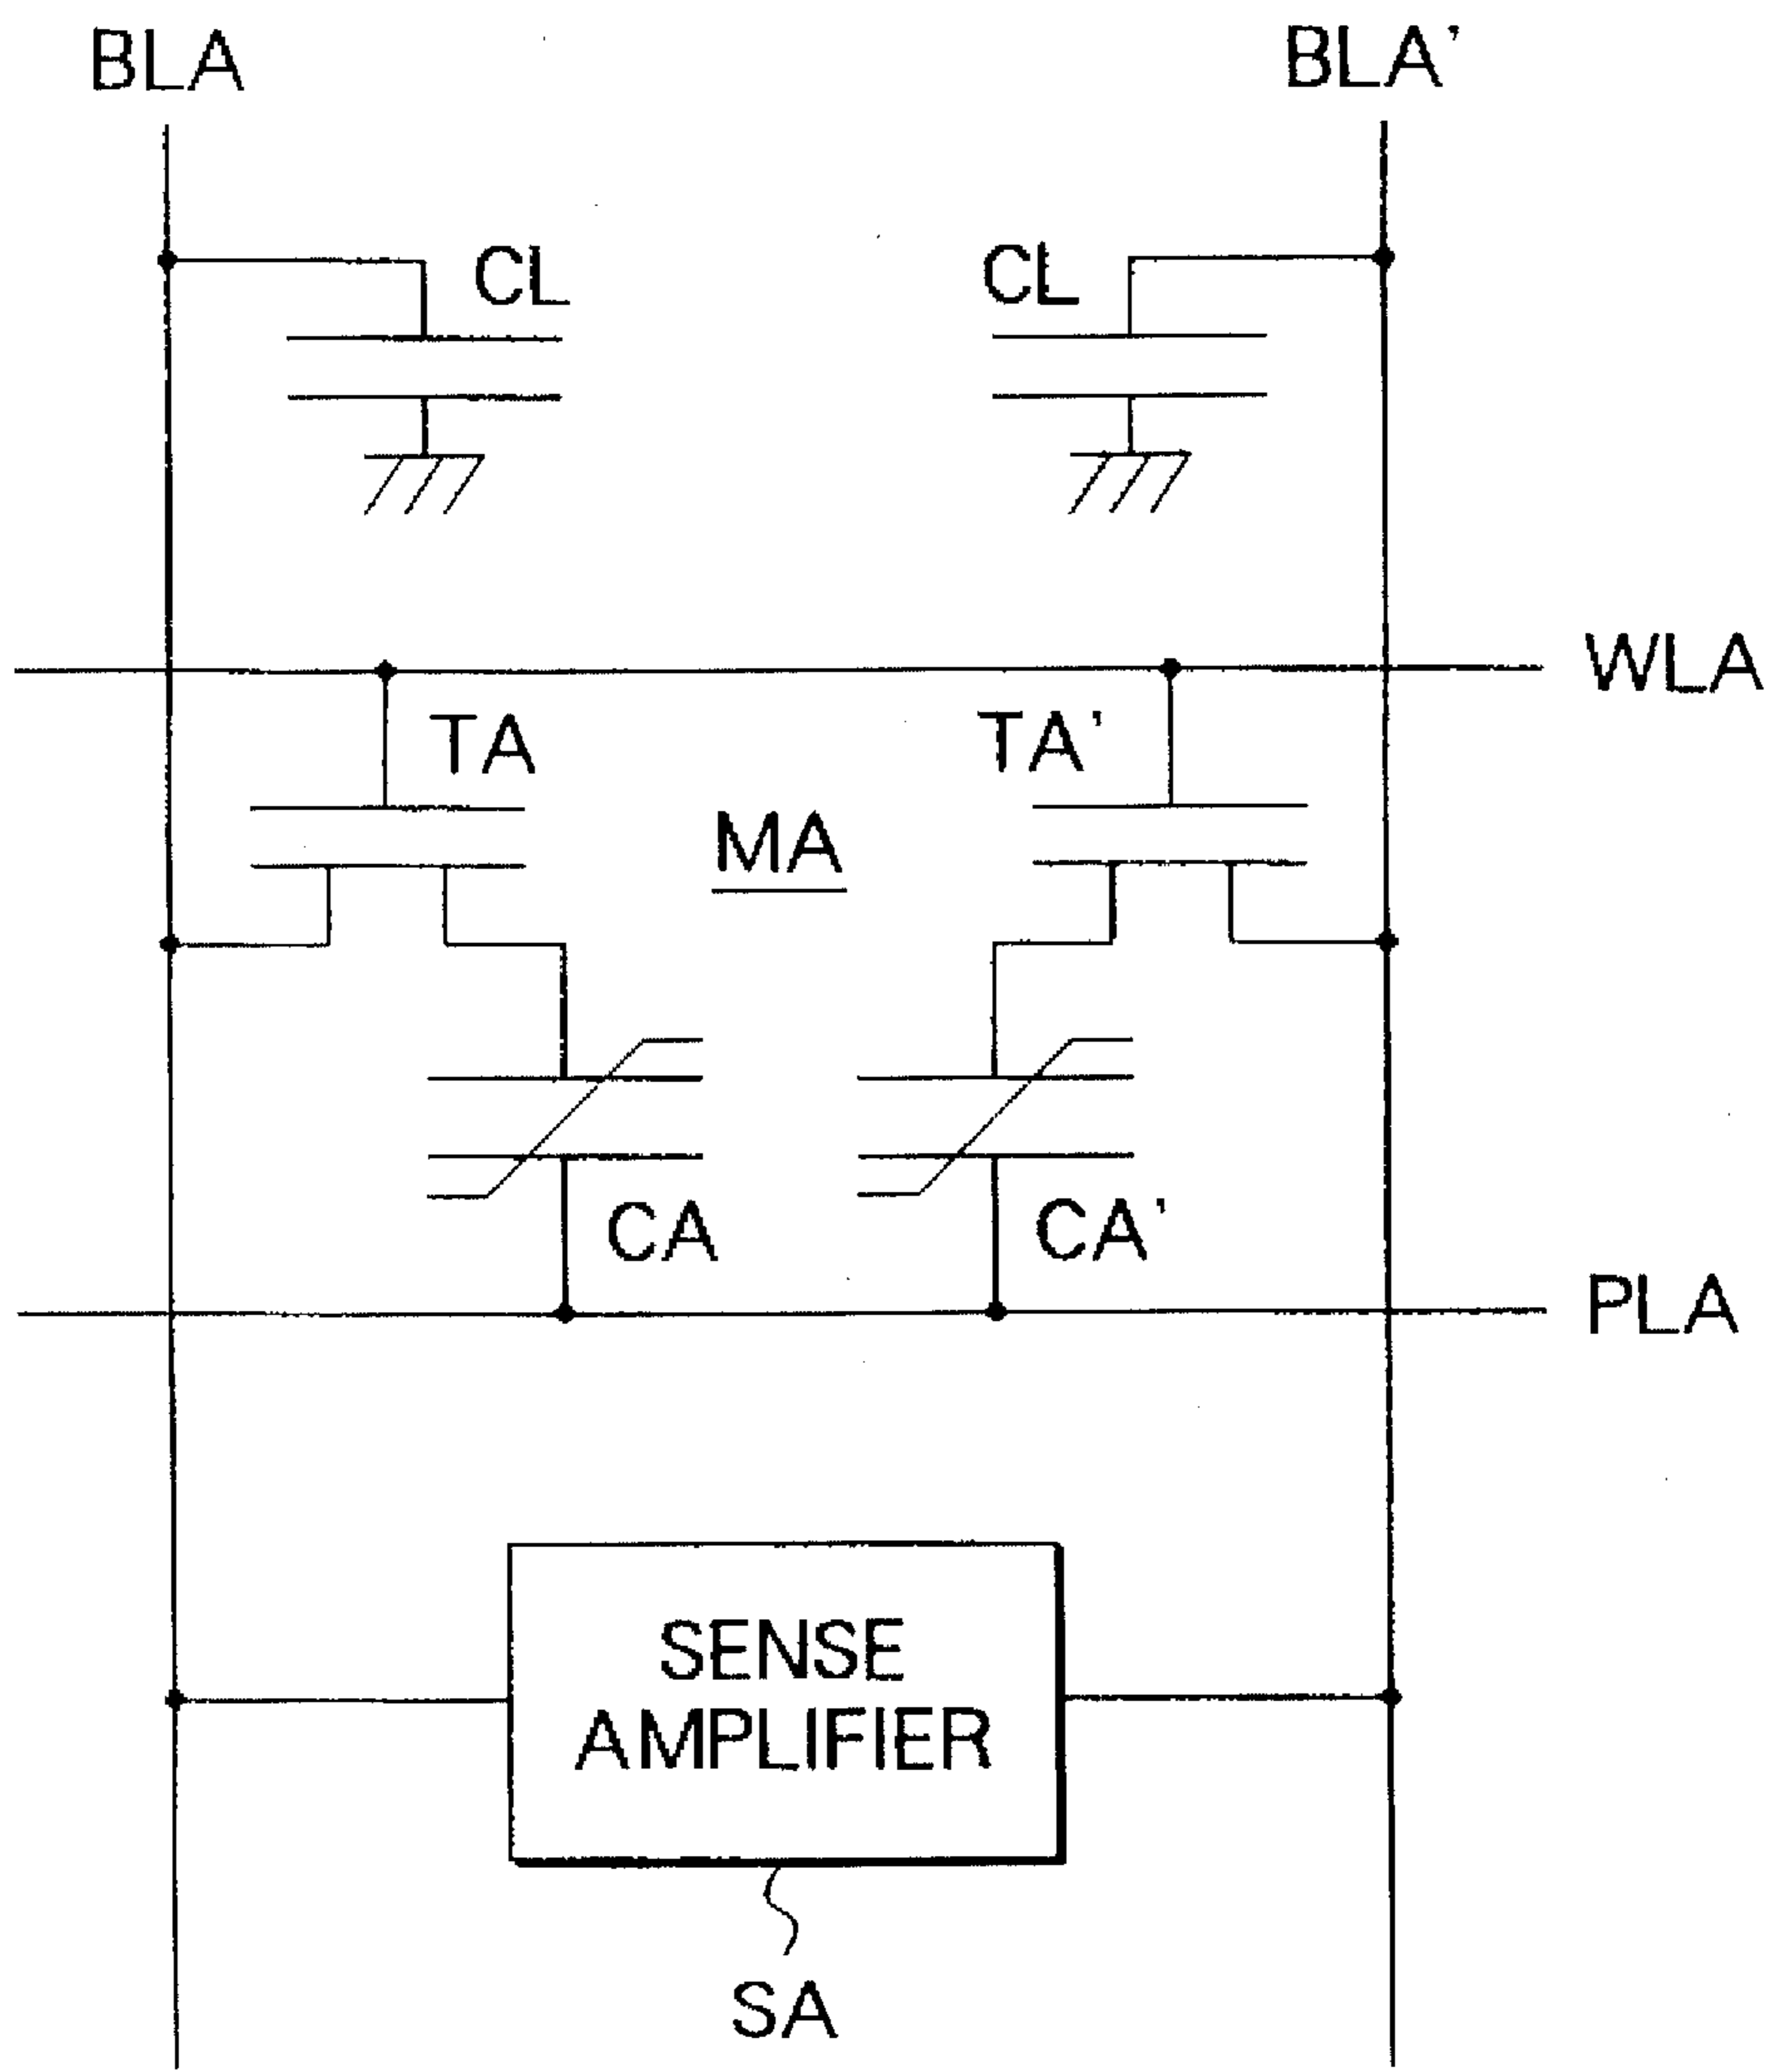 BLA
BLA'
CL
CL
WLA
TA
TA'
MA
CA
CA'
PLA
SENSE
AMPLIFIER
SA